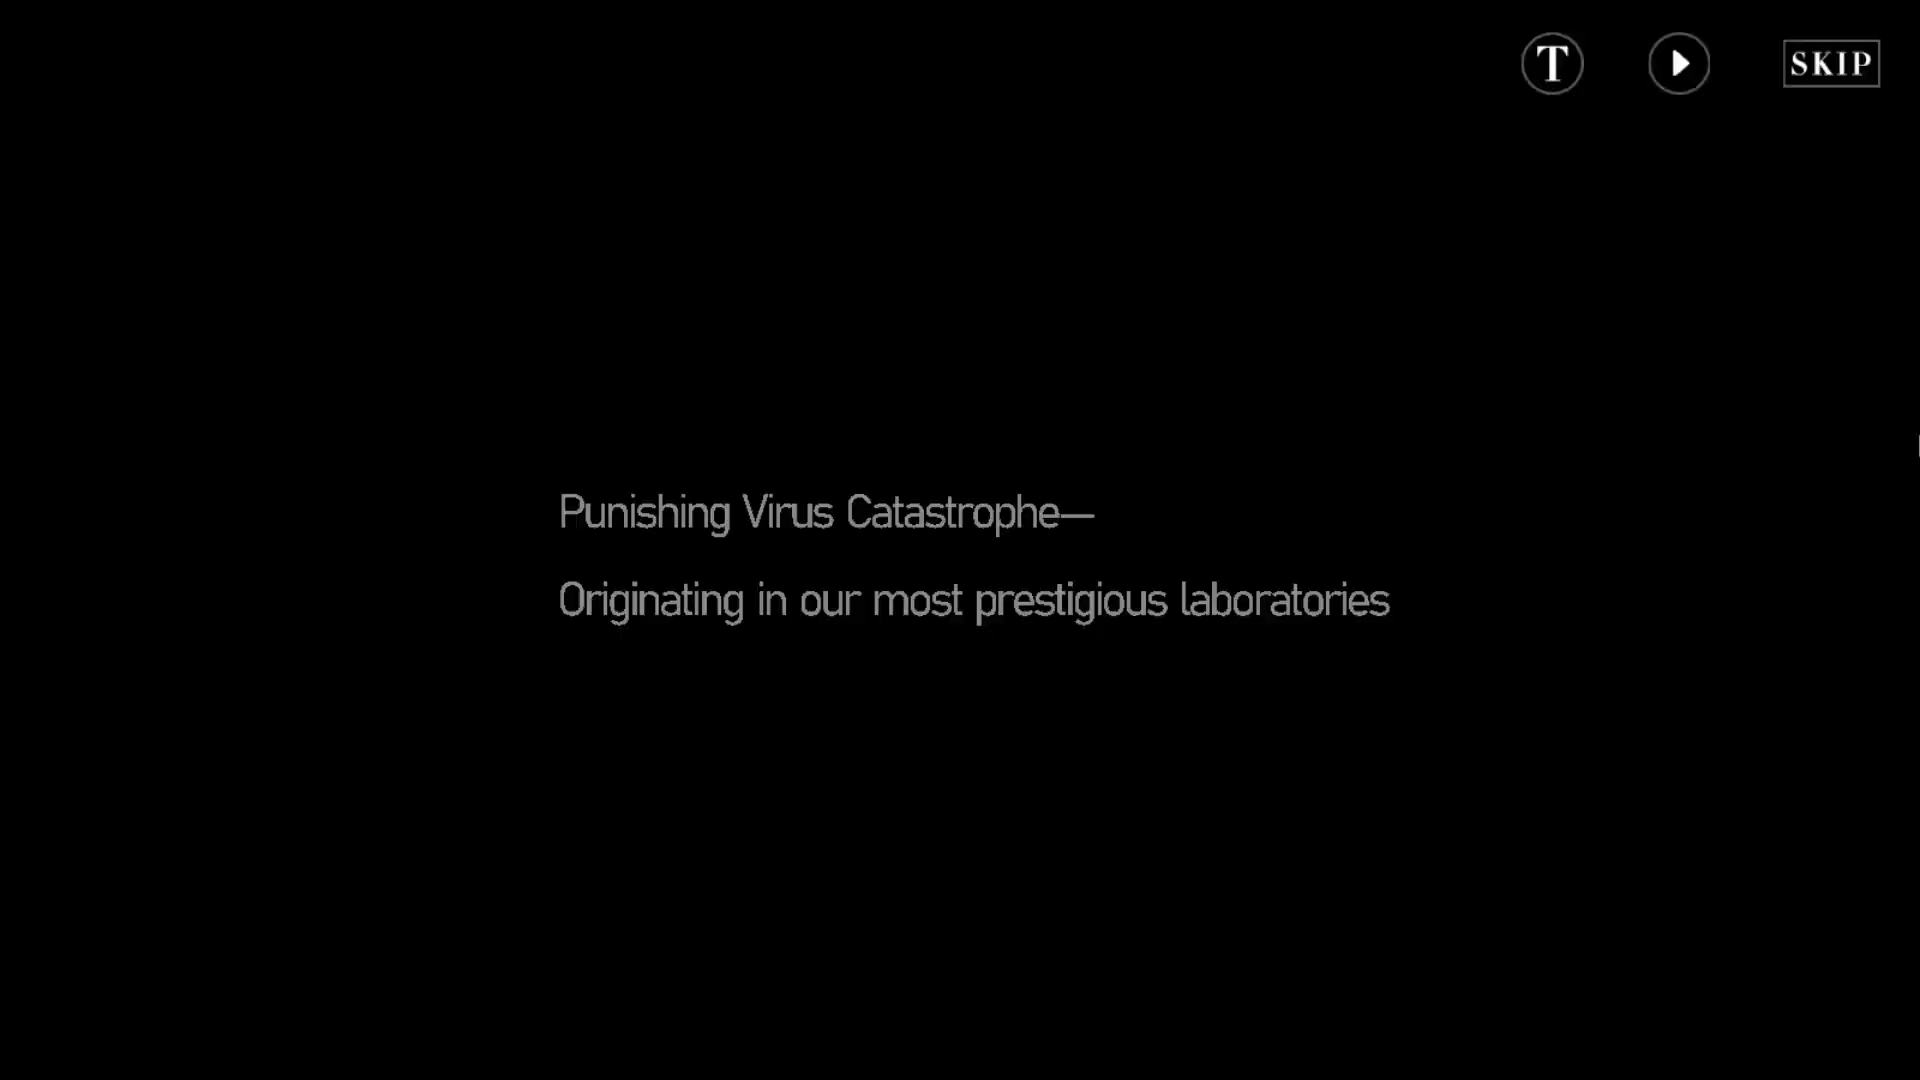 T
SKIP
Punishing Virus Catastrophe—
Originating in our most prestigious laboratories